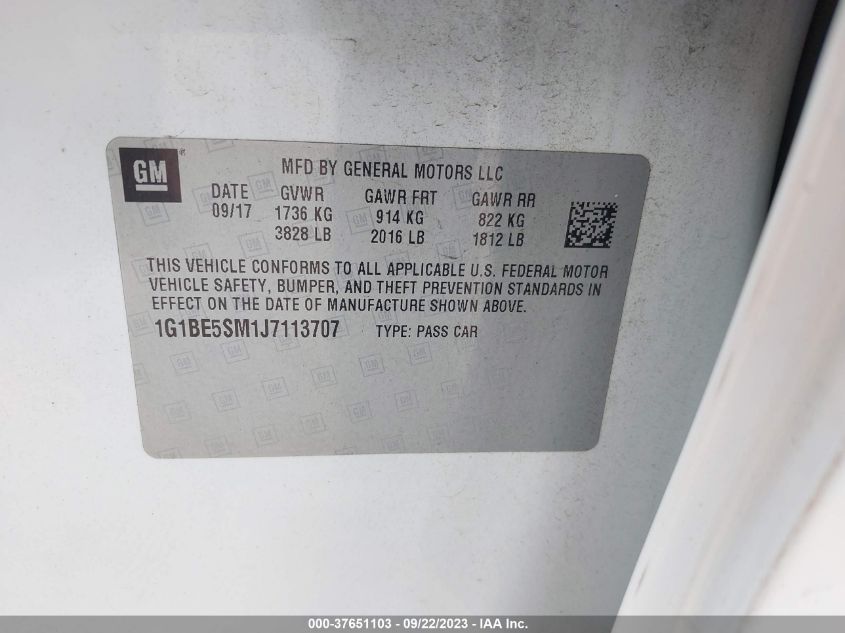 GM ®
MFD BY GENERAL MOTORS LLC
DATE GVWR GAWR FRT GAWR RR
09/17 1736 KG 914 KG 822 KG
3828 LB 2016 LB 1812 LB
THIS VEHICLE CONFORMS TO ALL APPLICABLE U.S. FEDERAL MOTOR
VEHICLE SAFETY, BUMPER, AND THEFT PREVENTION STANDARDS IN
EFFECT ON THE DATE OF MANUFACTURE SHOWN ABOVE.
1G1BE5SM1J7113707 TYPE: PASS CAR
000-37651103 - 09/22/2023 - IAA Inc.